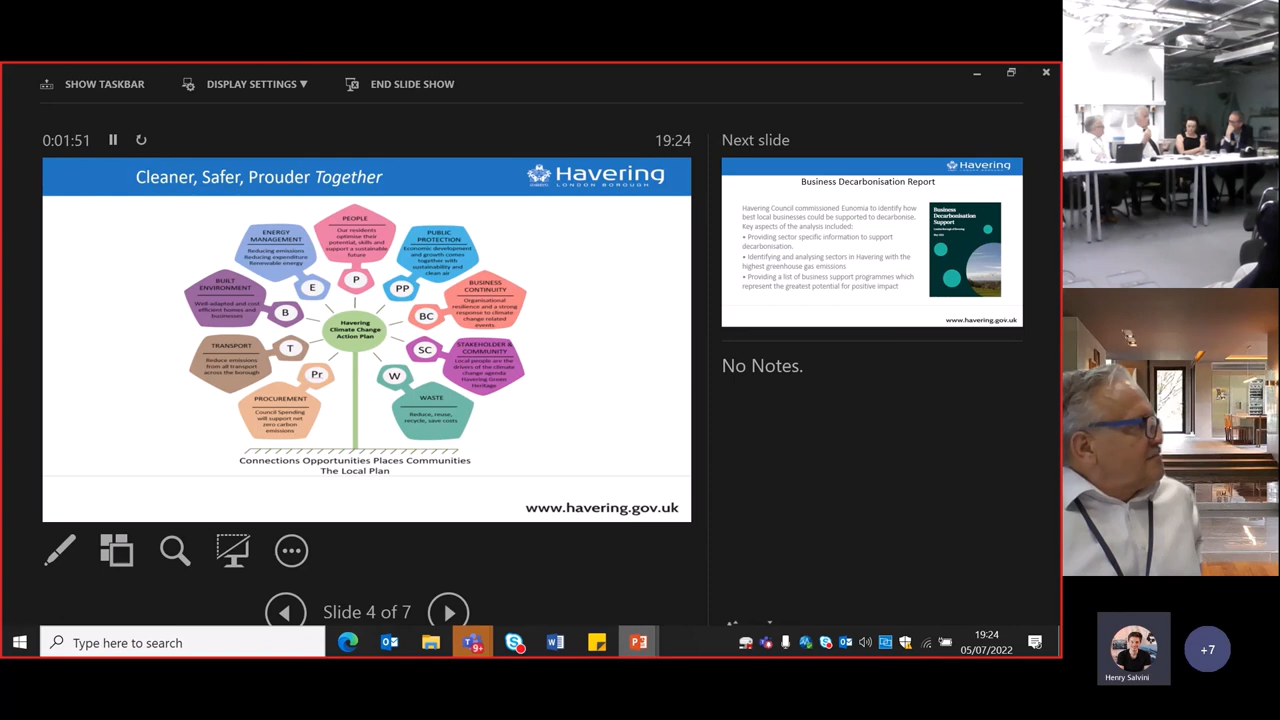 SHOW TASKBAR
DISPLAY SETTINGS ▼
END SLIDE SHOW
0:01:51
19:24
Cleaner, Safer, Prouder Together
Havering
LONDON BOROUGH
PEOPLE
Our residents
optimise their
potential, skills and
support a sustainable
future
P
ENERGY
MANAGEMENT
Reducing emissions
Reducing expenditure
Renewable energy
E
PUBLIC
PROTECTION
Economic development
and growth comes
together with
sustainability and
clean air
PP
BUILT
ENVIRONMENT
Well-adapted and cost
efficient homes and
businesses
B
BUSINESS
CONTINUITY
Organisational
resilience and a strong
response to climate
change related
events
BC
Havering
Climate Change
Action Plan
TRANSPORT
Reduce emissions
from all transport
across the borough
T
STAKEHOLDER &
COMMUNITY
Local people are the
drivers of the climate
change agenda
Havering Green
Heritage
SC
PROCUREMENT
Council Spending
will support net
zero carbon
emissions
Pr
WASTE
Reduce, reuse,
recycle, save costs
W
Connections Opportunities Places Communities
The Local Plan
www.havering.gov.uk
Next slide
Havering
Business Decarbonisation Report
Havering Council commissioned Eunomia to identify how
best local businesses could be supported to decarbonise.
Key aspects of the analysis included:
• Providing sector specific information to support
decarbonisation.
• Identifying and analysing sectors in Havering with the
highest greenhouse gas emissions
• Providing a list of business support programmes which
represent the greatest potential for positive impact
Business
Decarbonisation
Support
www.havering.gov.uk
No Notes.
Slide 4 of 7
Type here to search
9+
19:24
05/07/2022
Henry Salvini
+7